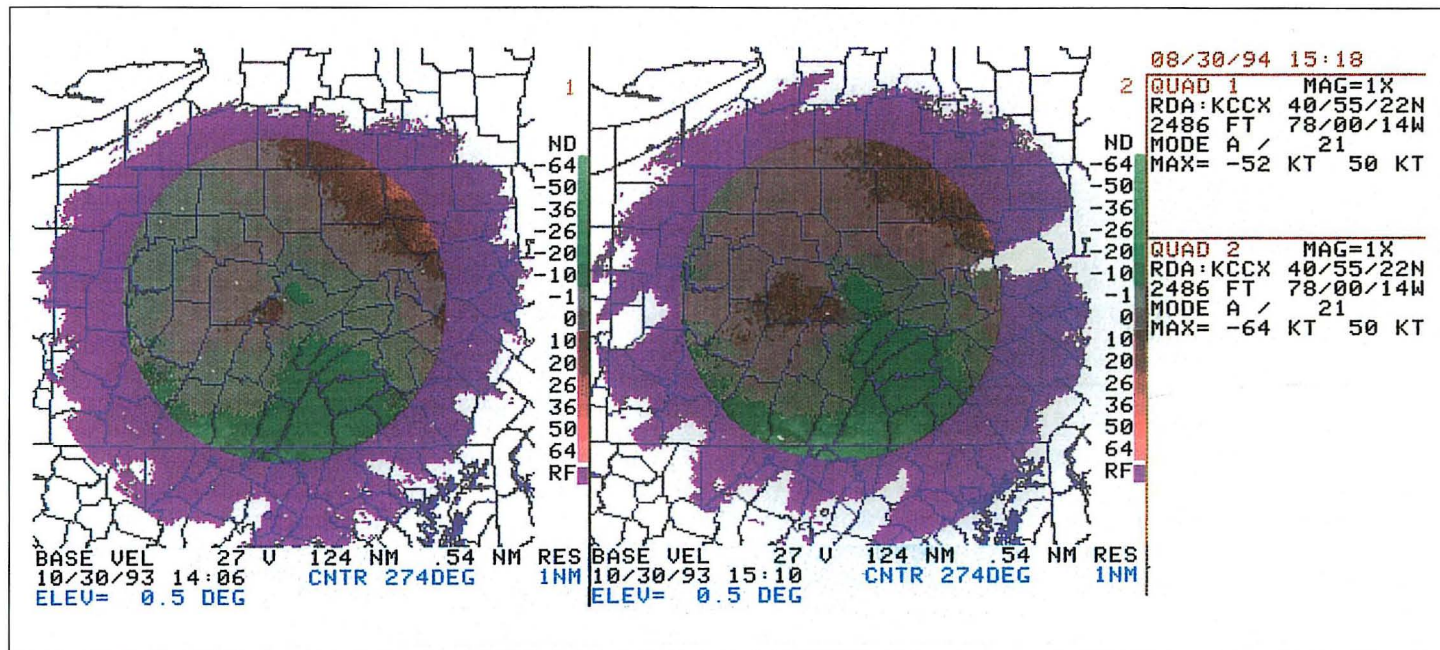 1
ND
-64
-50
-36
-26
-20
-10
-1
0
10
20
26
36
50
64
RF
BASE VEL 27 V 124 NM .54 NM RES
10/30/93 14:06 CNTR 274DEG 1NM
ELEV= 0.5 DEG
2
ND
-64
-50
-36
-26
-20
-10
-1
0
10
20
26
36
50
64
RF
BASE VEL 27 V 124 NM .54 NM RES
10/30/93 15:10 CNTR 274DEG 1NM
ELEV= 0.5 DEG
08/30/94 15:18
QUAD 1 MAG=1X
RDA:KCCX 40/55/22N
2486 FT 78/00/14W
MODE A / 21
MAX= -52 KT 50 KT
QUAD 2 MAG=1X
RDA:KCCX 40/55/22N
2486 FT 78/00/14W
MODE A / 21
MAX= -64 KT 50 KT